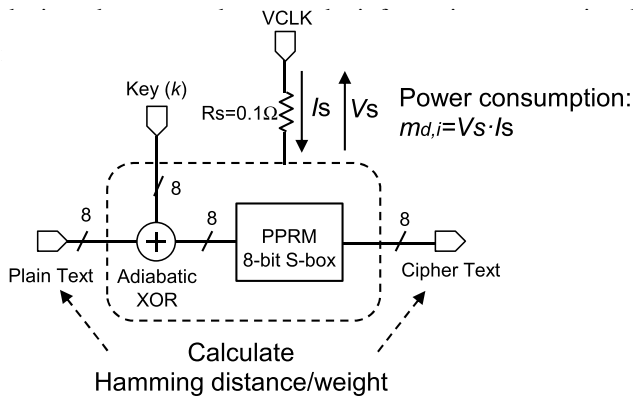 VCLK
Key (k)
Rs=0.1Ω
Is
Vs
Power consumption:
md,i=Vs·Is
8
8
8
8
PPRM
8-bit S-box
Plain Text
Adiabatic
XOR
Cipher Text
Calculate
Hamming distance/weight